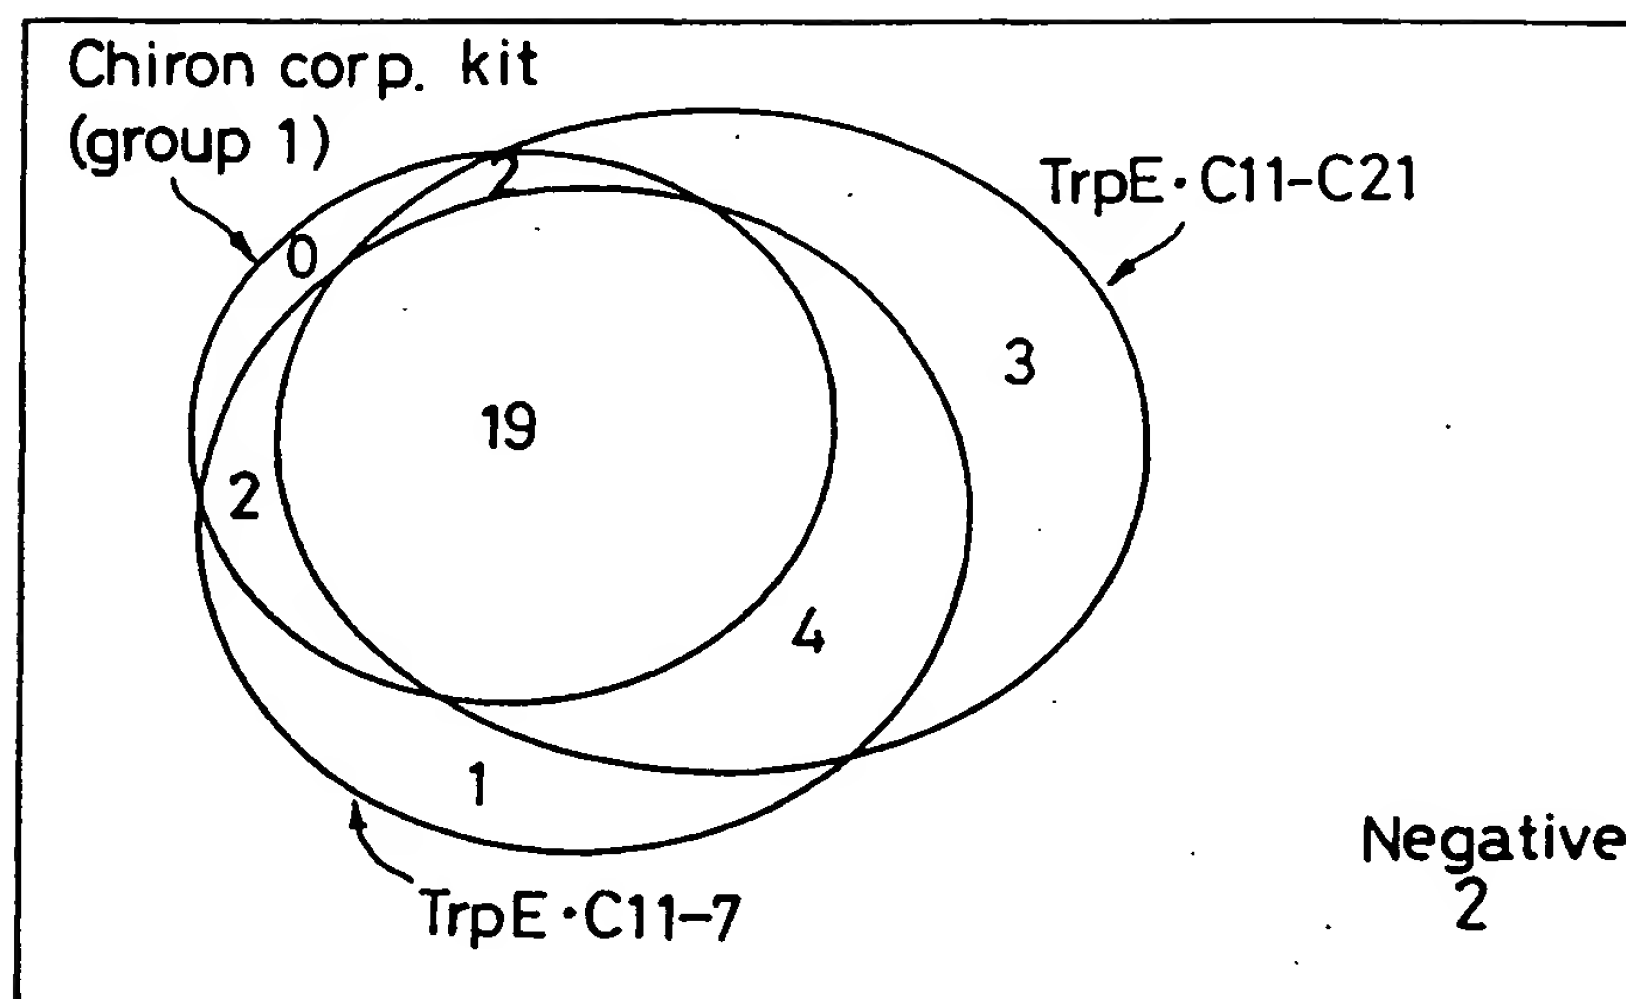 Chiron corp. kit
(group 1)
TrpE·C11-C21
2
0
3
19
2
4
1
Negative
2
TrpE·C11-7